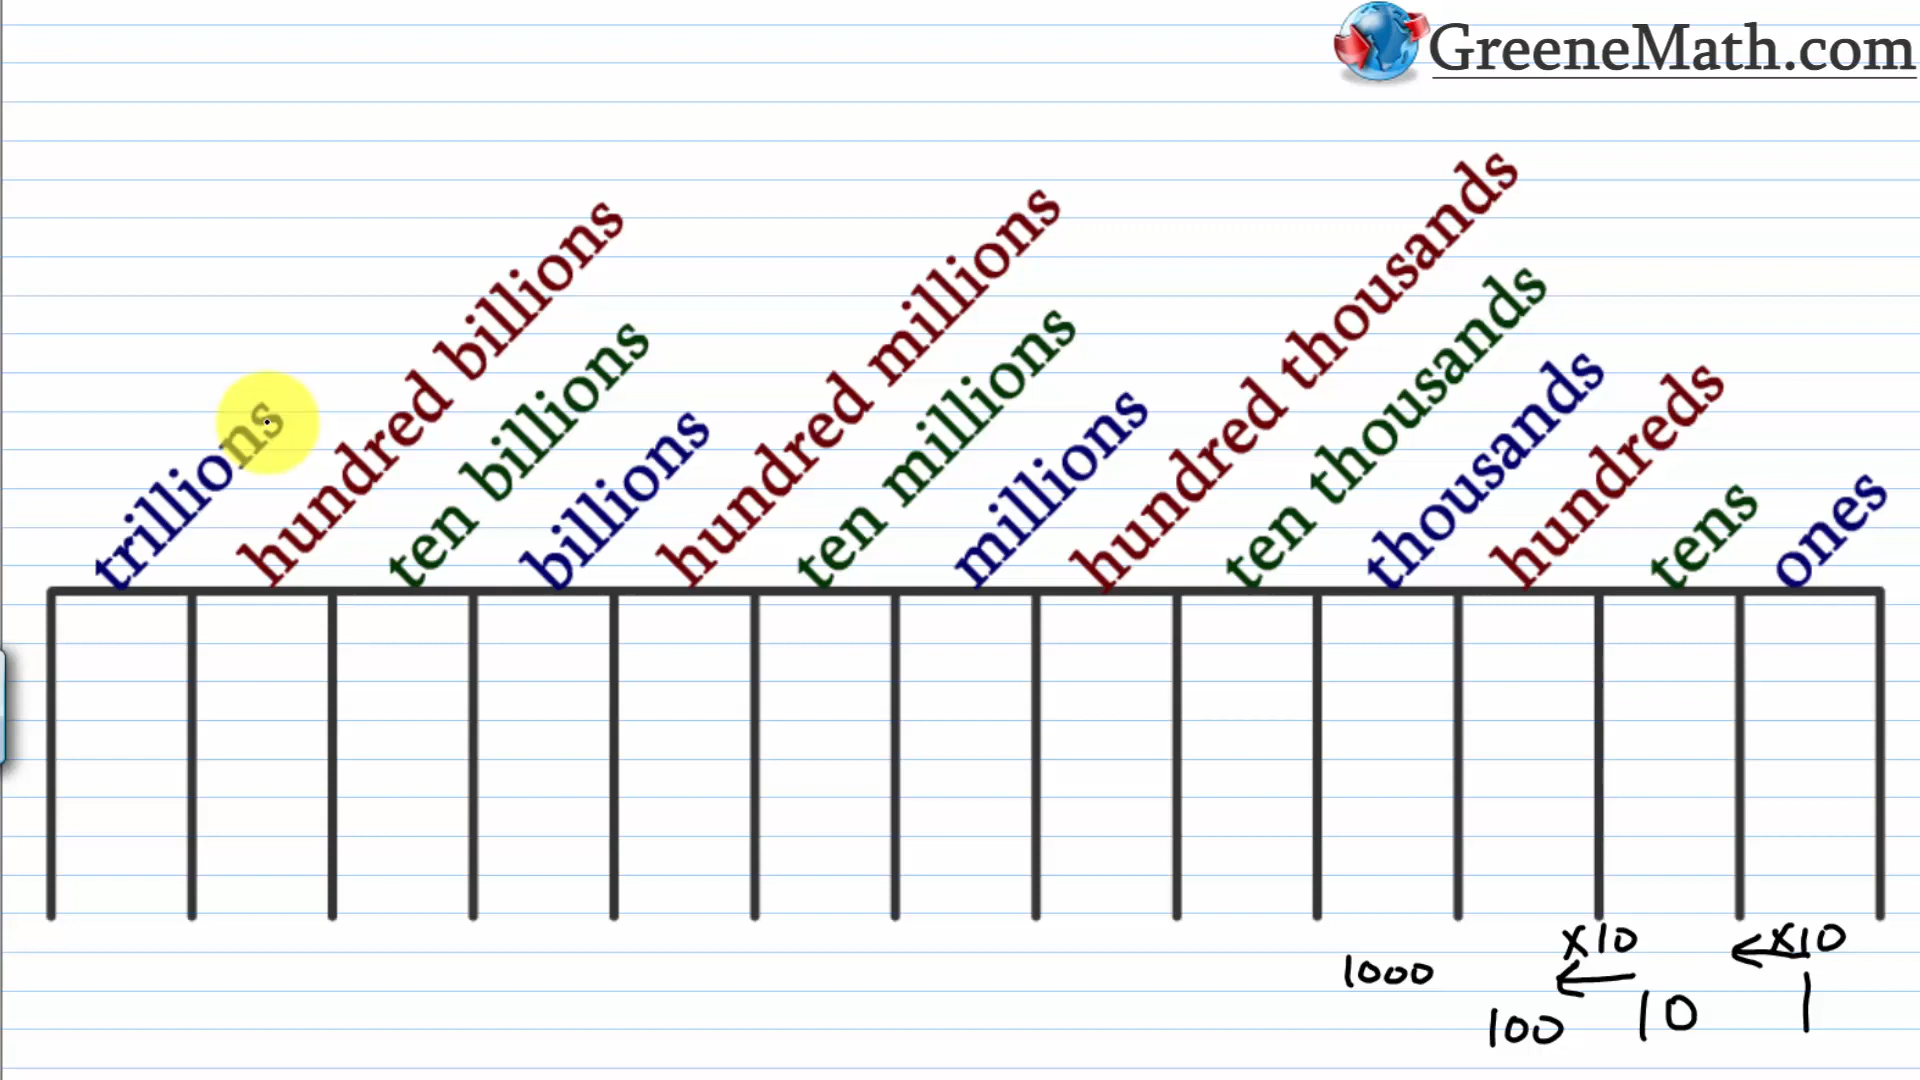 GreeneMath.com
trillions
hundred billions
ten billions
billions
hundred millions
ten millions
millions
hundred thousands
ten thousands
thousands
hundreds
tens
ones
x10 x10
1000
100 10 1